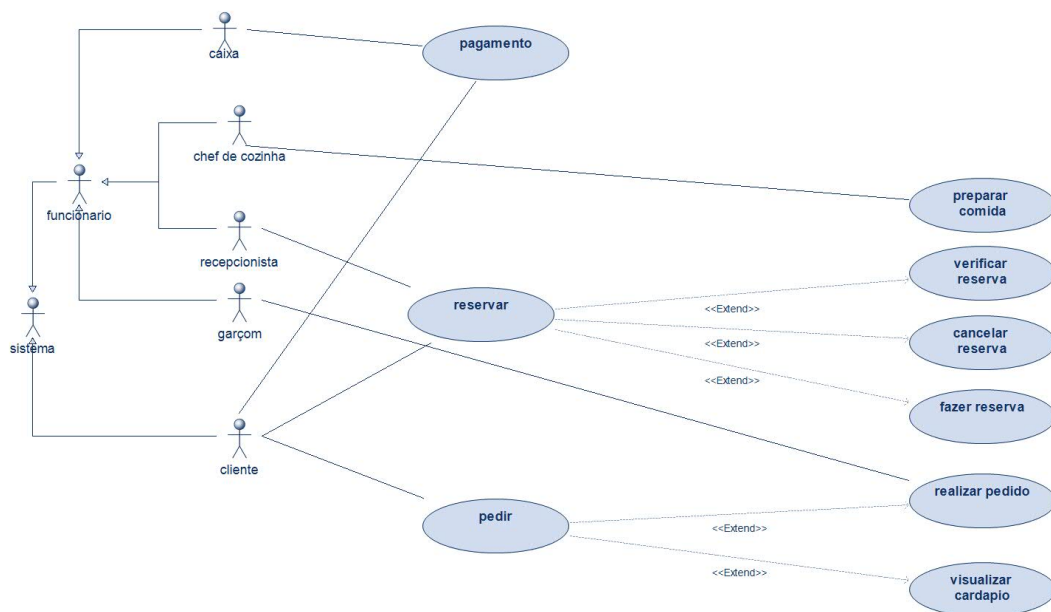 caixa
pagamento
chef de cozinha
funcionario
preparar
comida
recepcionista
verificar
reserva
<<Extend>>
reservar
garçom
sistema
cancelar
reserva
<<Extend>>
<<Extend>>
fazer reserva
cliente
realizar pedido
pedir
<<Extend>>
<<Extend>>
visualizar
cardapio